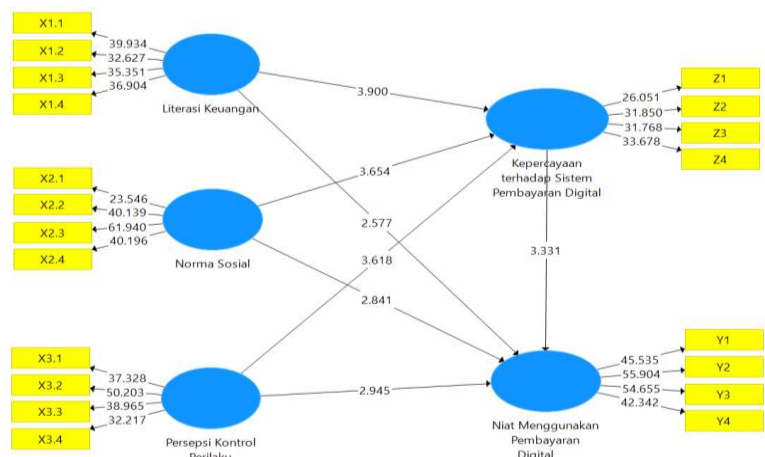 X1.1
X1.2
X1.3
X1.4
39.934
32.627
35.351
36.904
Literasi Keuangan
3.900
26.051
31.850
31.768
33.678
Z1
Z2
Z3
Z4
Kepercayaan
terhadap Sistem
Pembayaran Digital
3.654
X2.1
X2.2
X2.3
X2.4
23.546
40.139
61.940
40.196
Norma Sosial
2.577
3.618
3.331
2.841
X3.1
X3.2
X3.3
X3.4
37.328
50.203
38.965
32.217
Persepsi Kontrol
Perilaku
2.945
45.535
55.904
54.655
42.342
Y1
Y2
Y3
Y4
Niat Menggunakan
Pembayaran
Digital